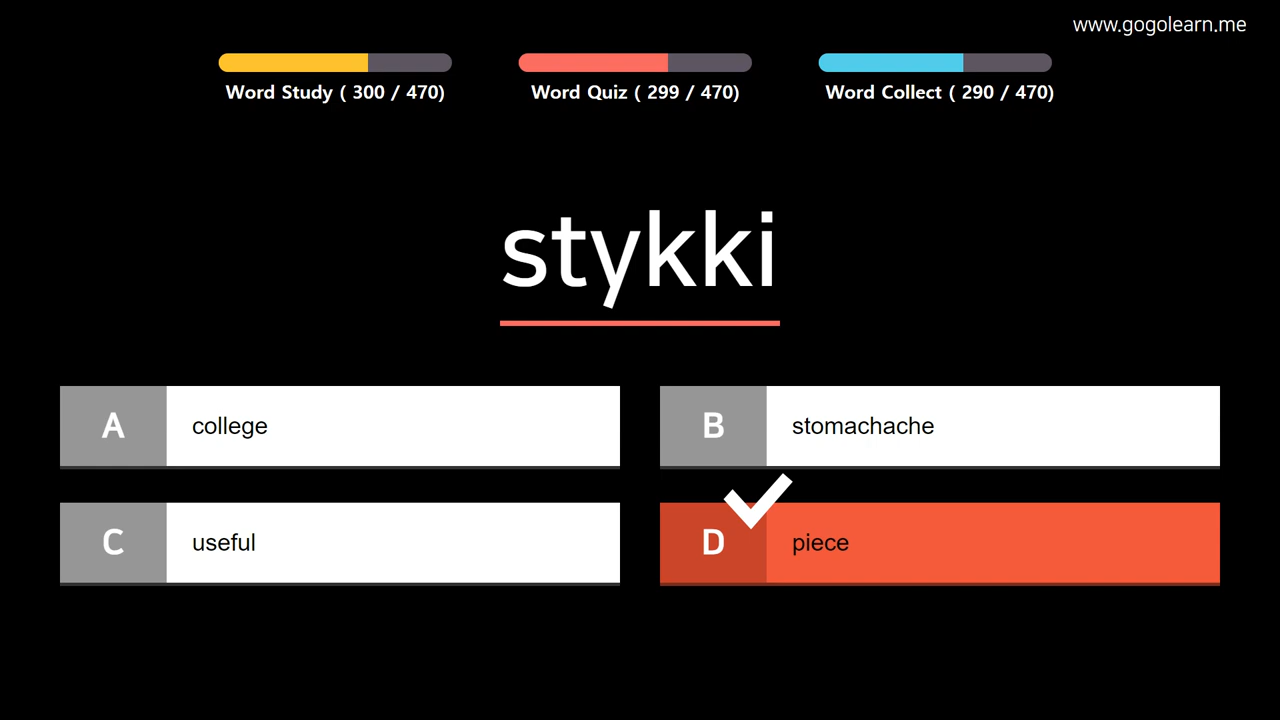 www.gogolearn.me
Word Study ( 300 / 470)
Word Quiz ( 299 / 470)
Word Collect ( 290 / 470)
stykki
A college
B stomachache
C useful
D piece